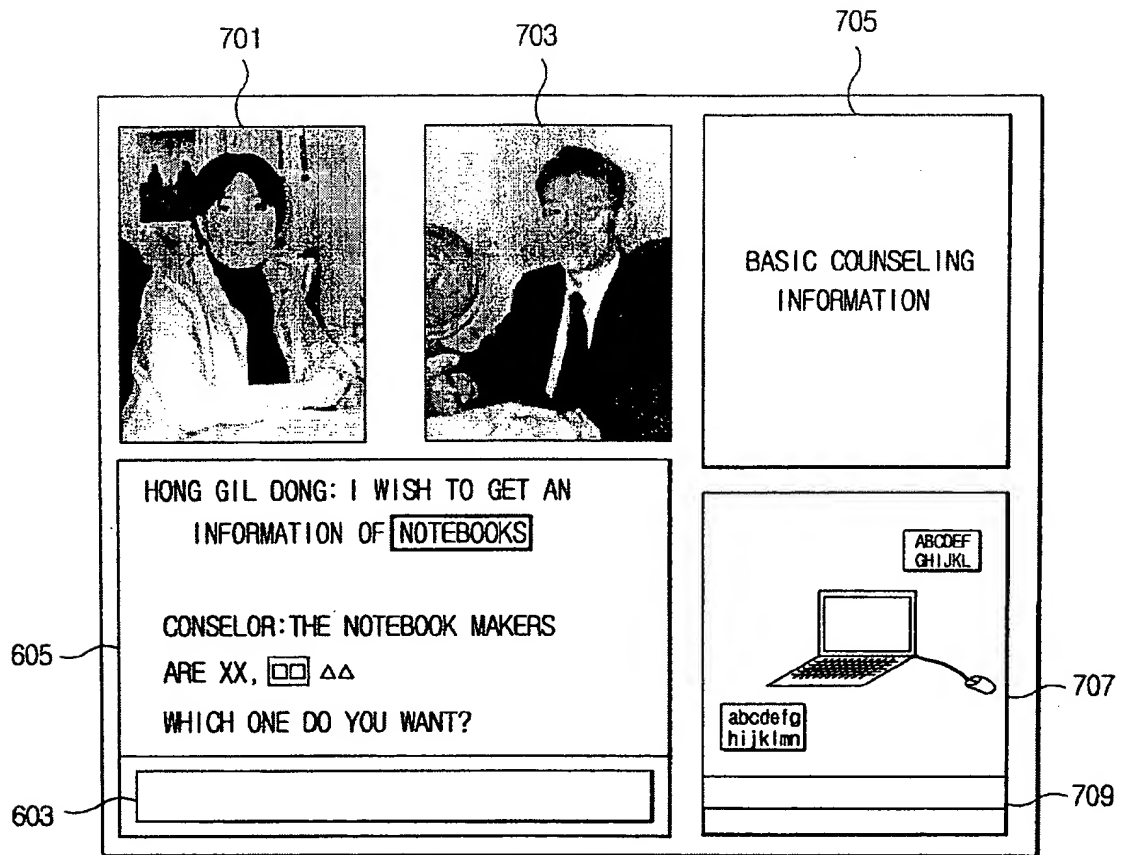 701
703
705
BASIC COUNSELING
INFORMATION
HONG GIL DONG: I WISH TO GET AN
INFORMATION OF NOTEBOOKS
CONSELOR:THE NOTEBOOK MAKERS
ARE XX, □□ △△
WHICH ONE DO YOU WANT?
605
603
ABCDEF
GHIJKL
abcdefg
hijklmn
707
709